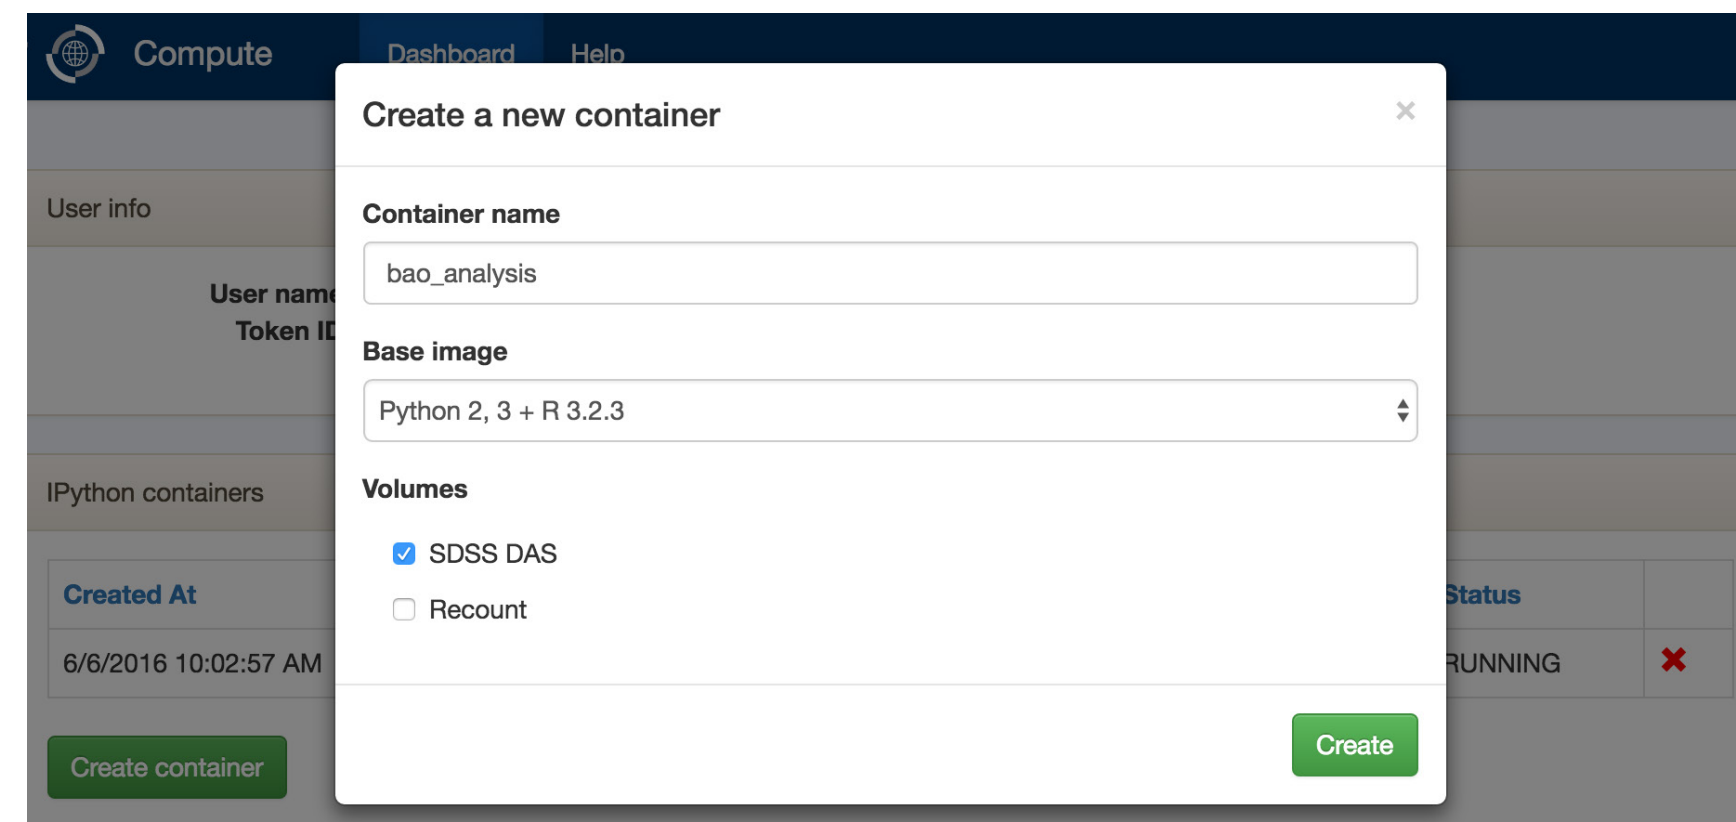 Compute Dashboard Help
Create a new container ×
User info
Container name
bao_analysis
User name
Token ID
Base image
Python 2, 3 + R 3.2.3
Volumes
IPython containers
SDSS DAS
Recount
Created At Status
6/6/2016 10:02:57 AM RUNNING
Create
Create container